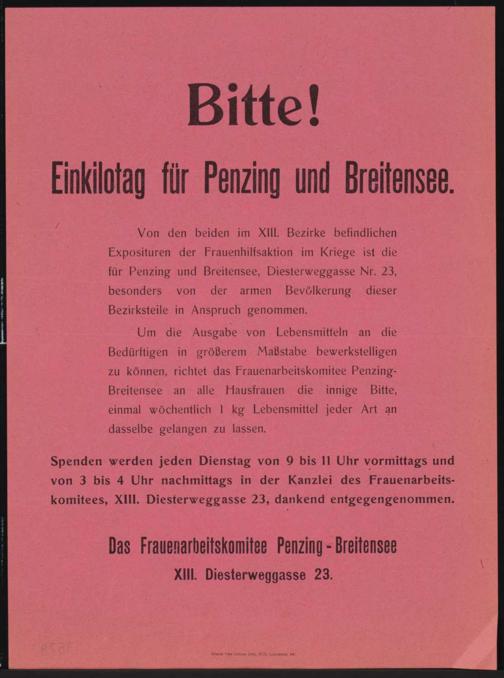 Bitte!
Einkilotag für Penzing und Breitensee.
Von den beiden im XIII. Bezirke befindlichen
Exposituren der Frauenhilfsaktion im Kriege ist die
für Penzing und Breitensee, Diesterweggasse Nr. 23,
besonders von der armen Bevölkerung dieser
Bezirksteile in Anspruch genommen.
Um die Ausgabe von Lebensmitteln an die
Bedürftigen in größerem Maßstabe bewerkstelligen
zu können, richtet das Frauenarbeitskomitee Penzing-
Breitensee an alle Hausfrauen die innige Bitte,
einmal wöchentlich 1 kg Lebensmittel jeder Art an
dasselbe gelangen zu lassen.
Spenden werden jeden Dienstag von 9 bis 11 Uhr vormittags und
von 3 bis 4 Uhr nachmittags in der Kanzlei des Frauenarbeits-
komitees, XIII. Diesterweggasse 23, dankend entgegengenommen.
Das Frauenarbeitskomitee Penzing-Breitensee
XIII. Diesterweggasse 23.